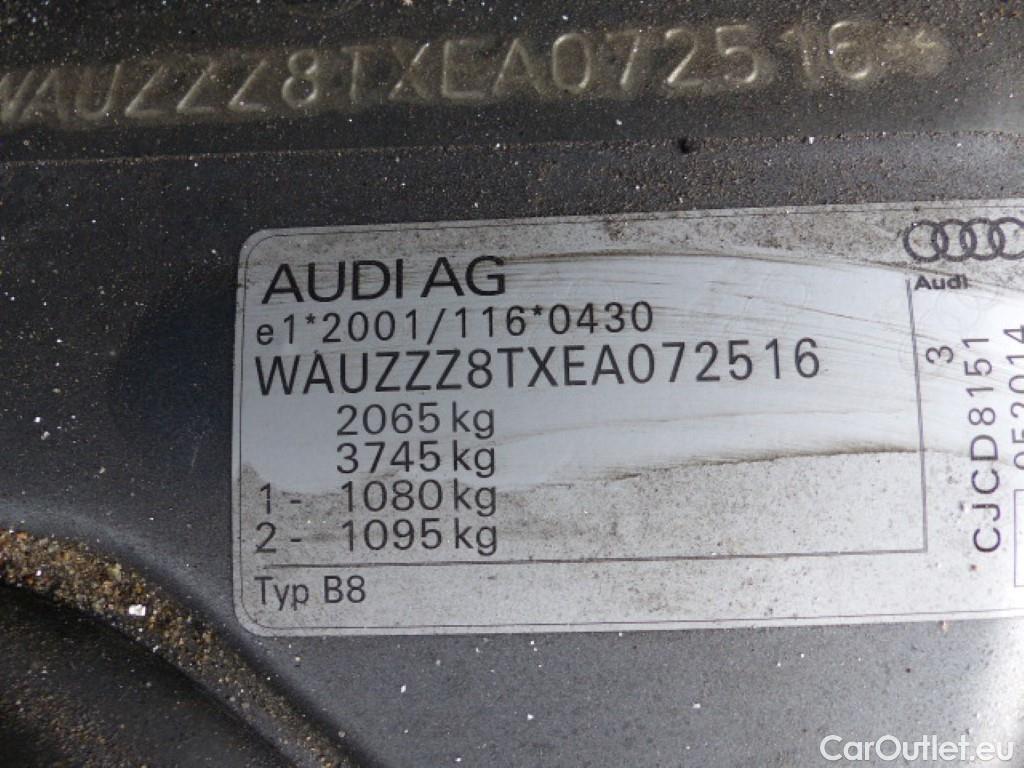 WAUZZZ8TXEA072516
Audi
AUDI AG
e1*2001/116*0430
WAUZZZ8TXEA072516
2065 kg
3745 kg
1 - 1080 kg
2 - 1095 kg
Typ B8
3
CJCD8151
052014
CarOutlet.eu